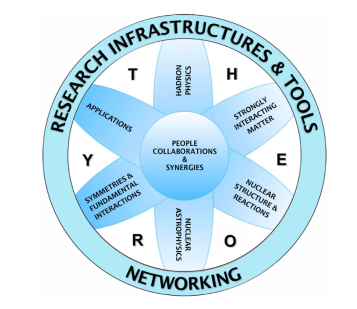 RESEARCH INFRASTRUCTURES & TOOLS
T
HADRON
PHYSICS
H
APPLICATIONS
STRONGLY
INTERACTING
MATTER
PEOPLE
COLLABORATIONS
&
SYNERGIES
Y
E
SYMMETRIES &
FUNDAMENTAL
INTERACTIONS
NUCLEAR
STRUCTURE &
REACTIONS
R
NUCLEAR
ASTROPHYSICS
O
NETWORKING